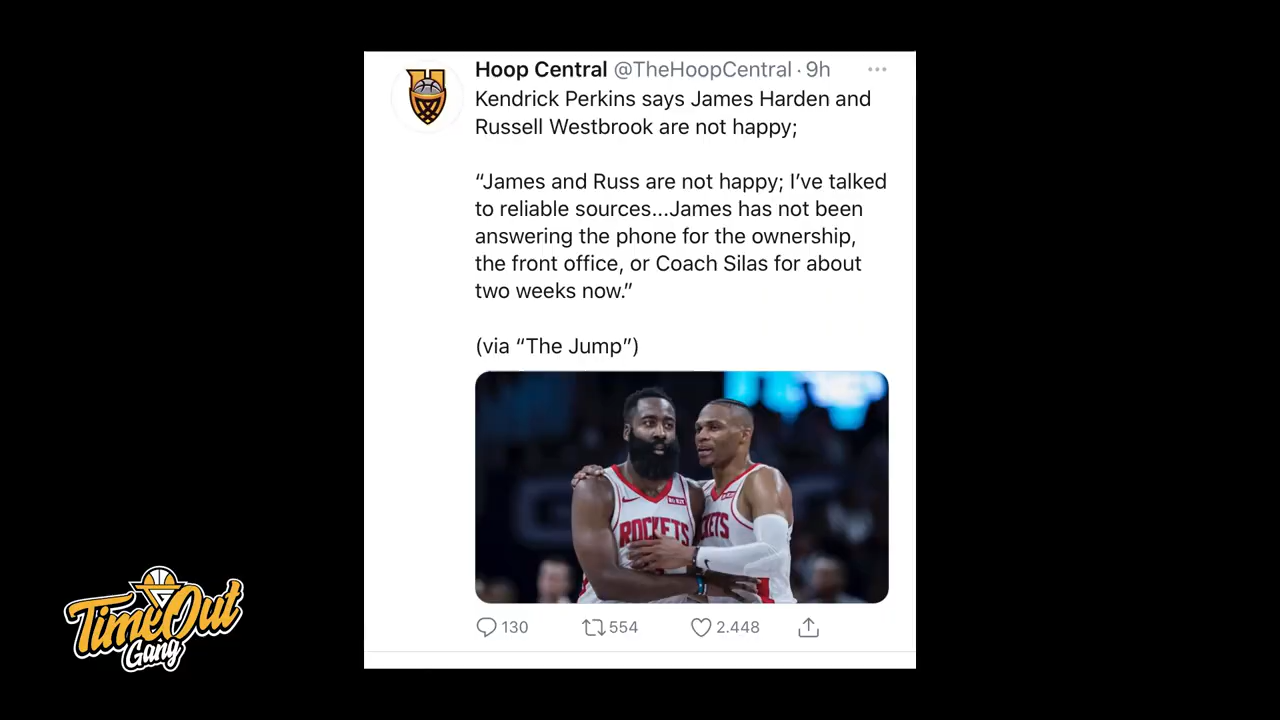 Hoop Central @TheHoopCentral · 9h
Kendrick Perkins says James Harden and
Russell Westbrook are not happy;
“James and Russ are not happy; I’ve talked
to reliable sources...James has not been
answering the phone for the ownership,
the front office, or Coach Silas for about
two weeks now.”
(via “The Jump”)
ROCKETS
ETS
130 554 2.448
TimeOut
Gang